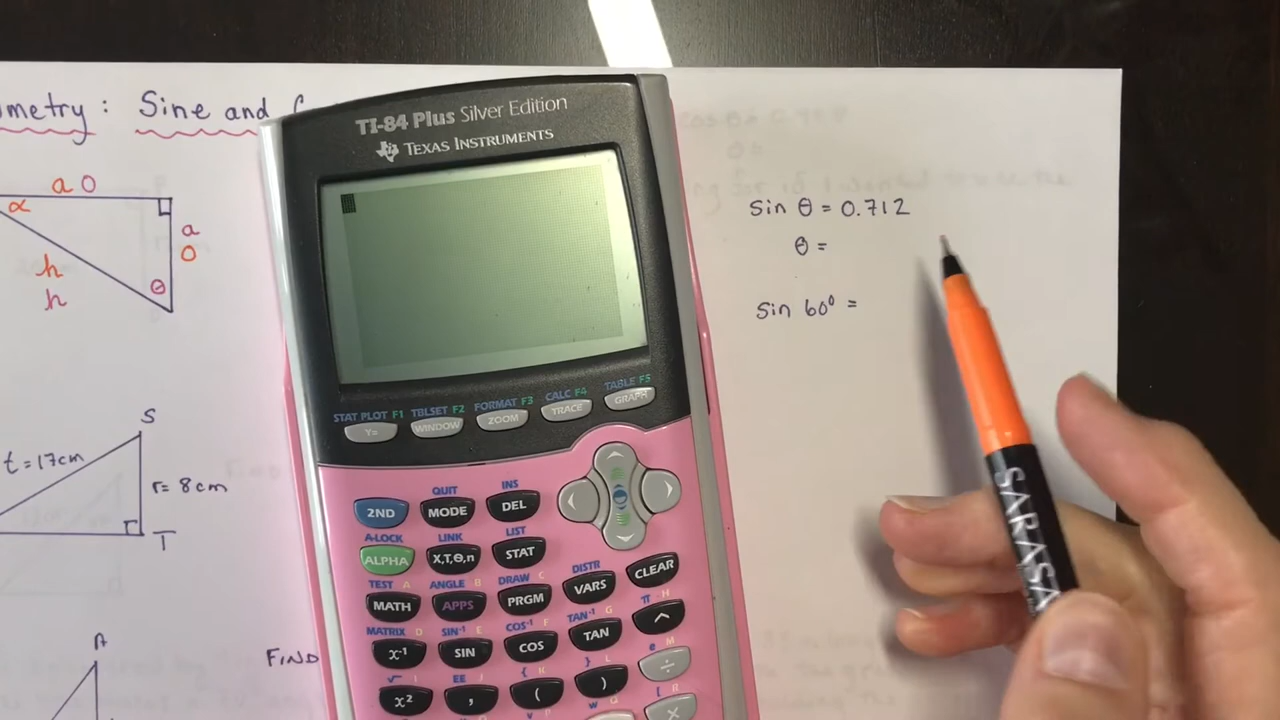 ometry: Sine and
TI-84 Plus Silver Edition
TEXAS INSTRUMENTS
a O
α
a
O
h
h
θ
sin θ = 0.712
θ =
sin 60° =
S
t = 17cm
r = 8cm
T
A
FIND
STAT PLOT F1 TBLSET F2 FORMAT F3 CALC F4 TABLE F5
Y= WINDOW ZOOM TRACE GRAPH
QUIT INS
2ND MODE DEL
A-LOCK LINK LIST
ALPHA X,T,θ,n STAT
TEST A ANGLE B DRAW C DISTR
MATH APPS PRGM VARS CLEAR
MATRIX D SIN⁻¹ E COS⁻¹ F TAN⁻¹ G π H
x⁻¹ SIN COS TAN ^
√ I EE J { K } L e M
x² , ( ) ÷
v P w Q [ R
×
SARASA